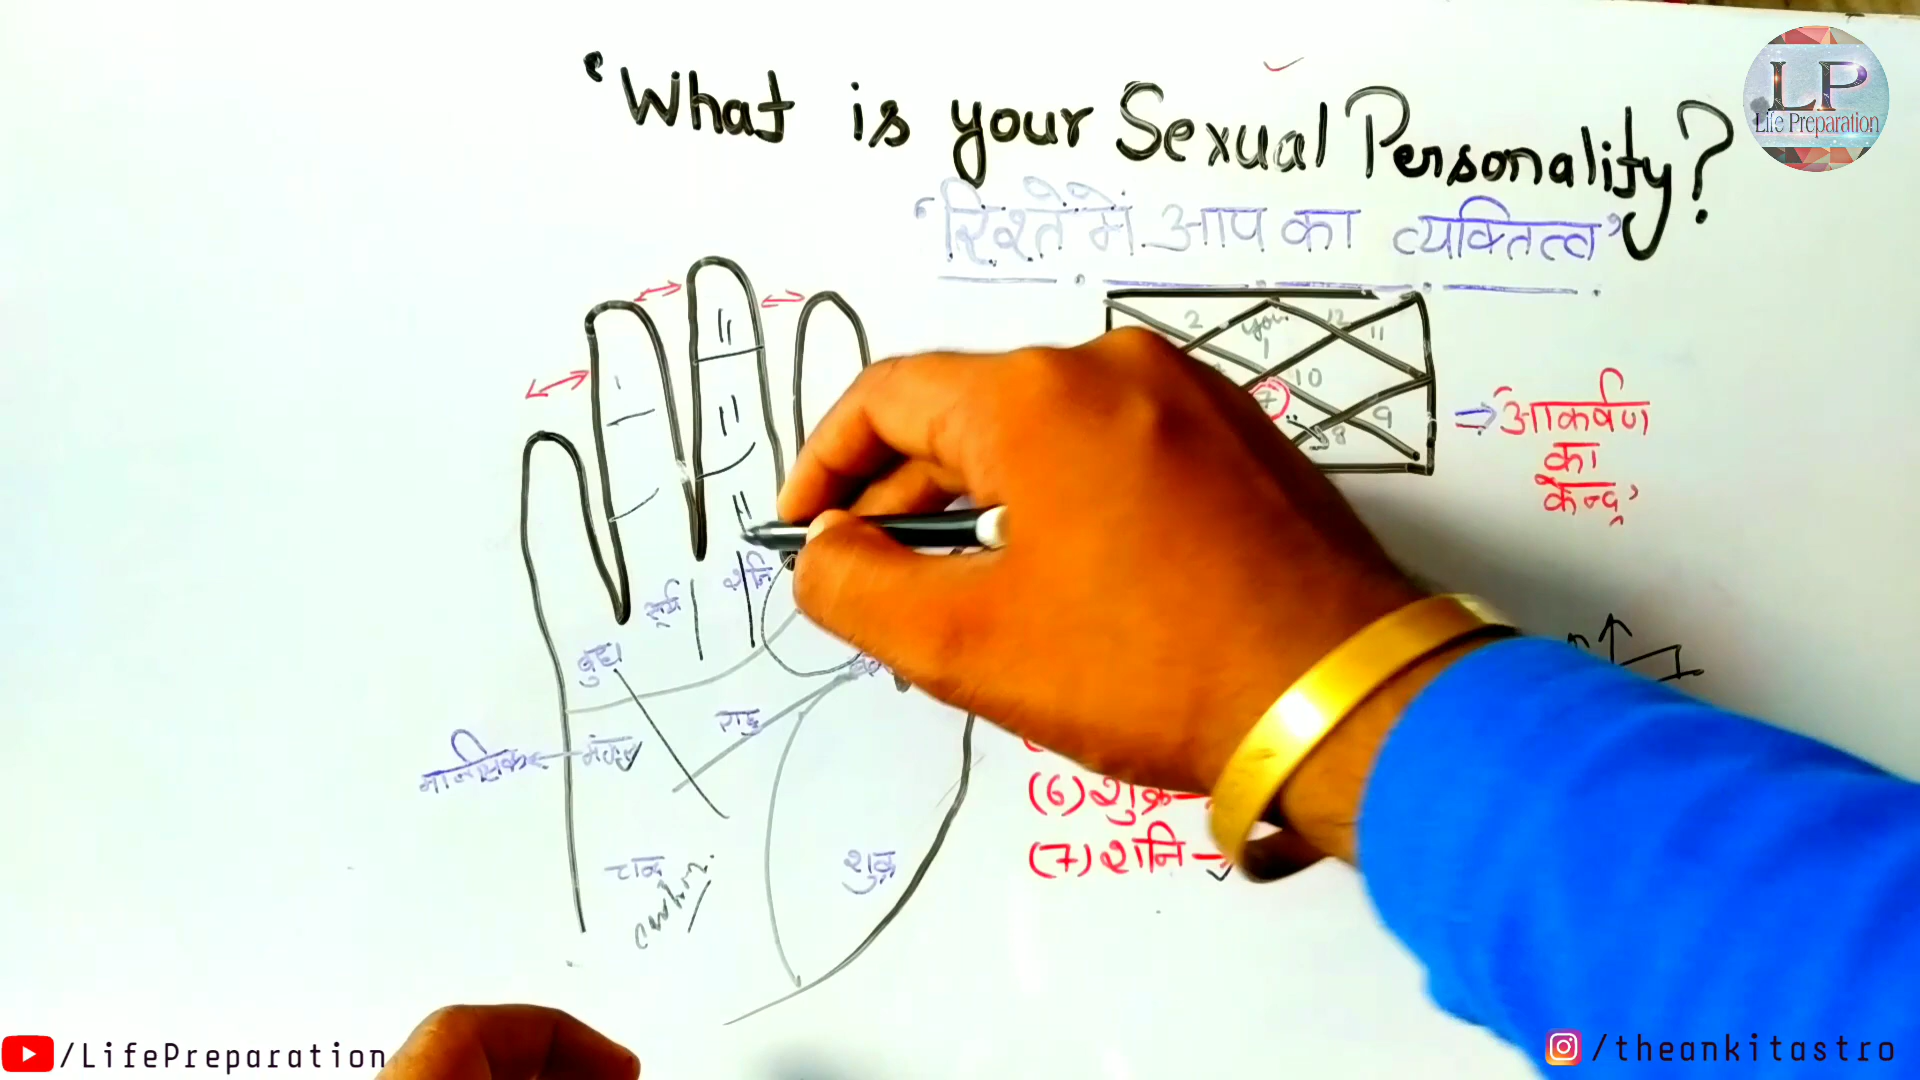 'What is your Sexual Personality?
LP
Life Preparation
'रिश्ते में आप का व्यक्तित्व'
2 you 12 11
1
10
7 9
8
आकर्षण
का
केन्द्र
शनि
सूर्य
बुध
राहु
मंगल
मानसिक
चन्द्र
शुक्र
(6) शुक्र
(7) शनि
/LifePreparation
/theankitastro